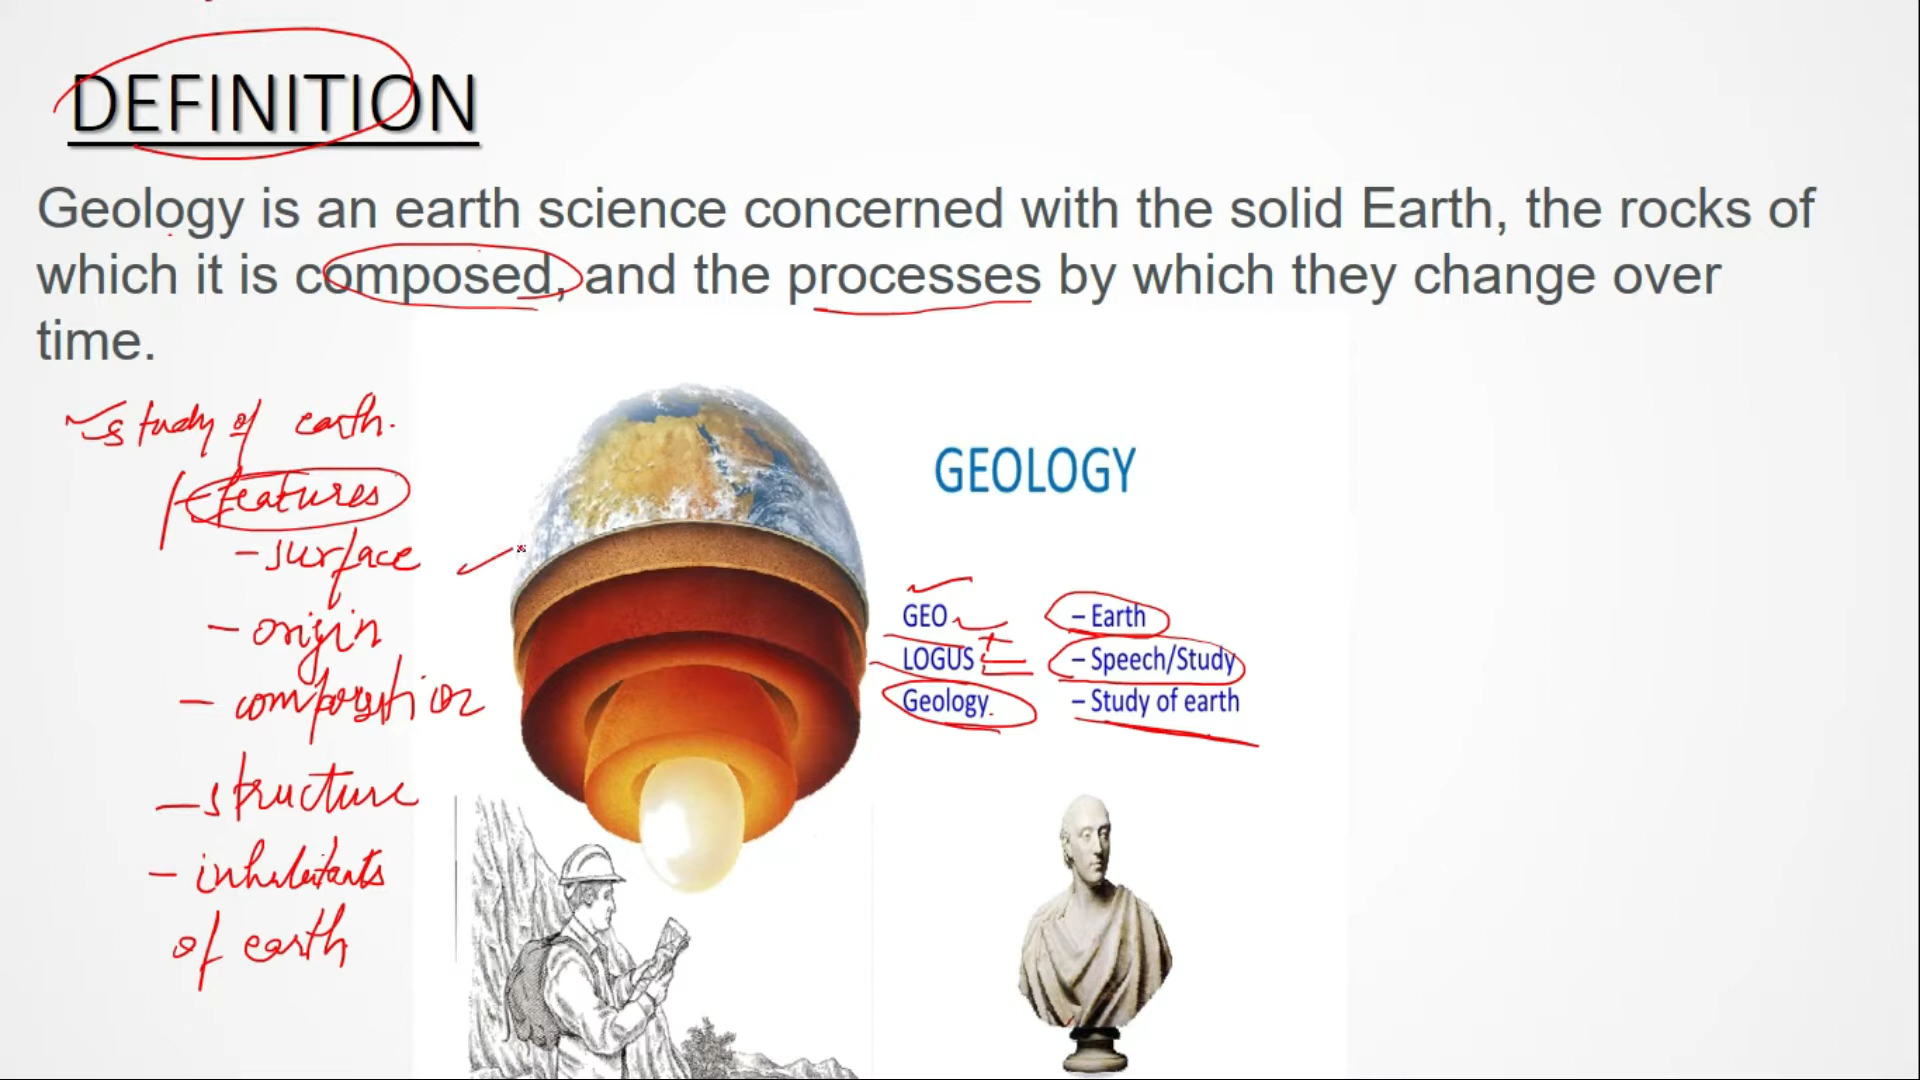 DEFINITION
Geology is an earth science concerned with the solid Earth, the rocks of
which it is composed, and the processes by which they change over
time.
study of earth.
features
- surface
- origin
- composition
- structure
- inhabitants
of earth
GEOLOGY
GEO – Earth
LOGUS – Speech/Study
Geology. – Study of earth